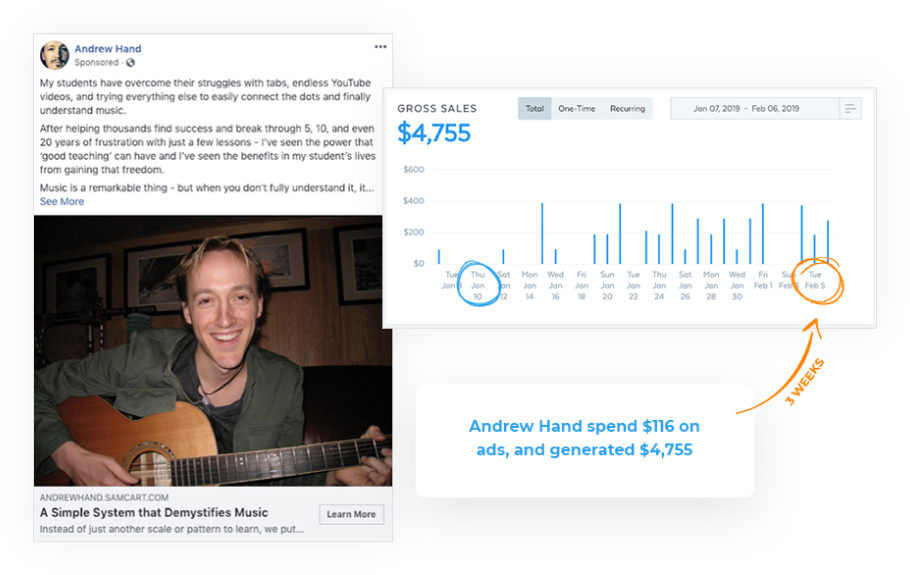 Andrew Hand
Sponsored ·
My students have overcome their struggles with tabs, endless YouTube
videos, and trying everything else to easily connect the dots and finally
understand music.
After helping thousands find success and break through 5, 10, and even
20 years of frustration with just a few lessons - I've seen the power that
'good teaching' can have and I've seen the benefits in my student's lives
from gaining that freedom.
Music is a remarkable thing - but when you don't fully understand it, it...
See More
ANDREWHAND.SAMCART.COM
A Simple System that Demystifies Music
Instead of just another scale or pattern to learn, we put...
Learn More
GROSS SALES
$4,755
Total One-Time Recurring
Jan 07, 2019 - Feb 06, 2019
$600
$400
$200
$0
Tue Thu Sat Mon Wed Fri Sun Tue Thu Sat Mon Wed Fri Sun Tue
Jan Jan Jan Jan Jan Jan Jan Jan Jan Jan Jan Jan Feb 1 Feb Feb 5
10 12 14 16 18 20 22 24 26 28 30
3 WEEKS
Andrew Hand spend $116 on
ads, and generated $4,755